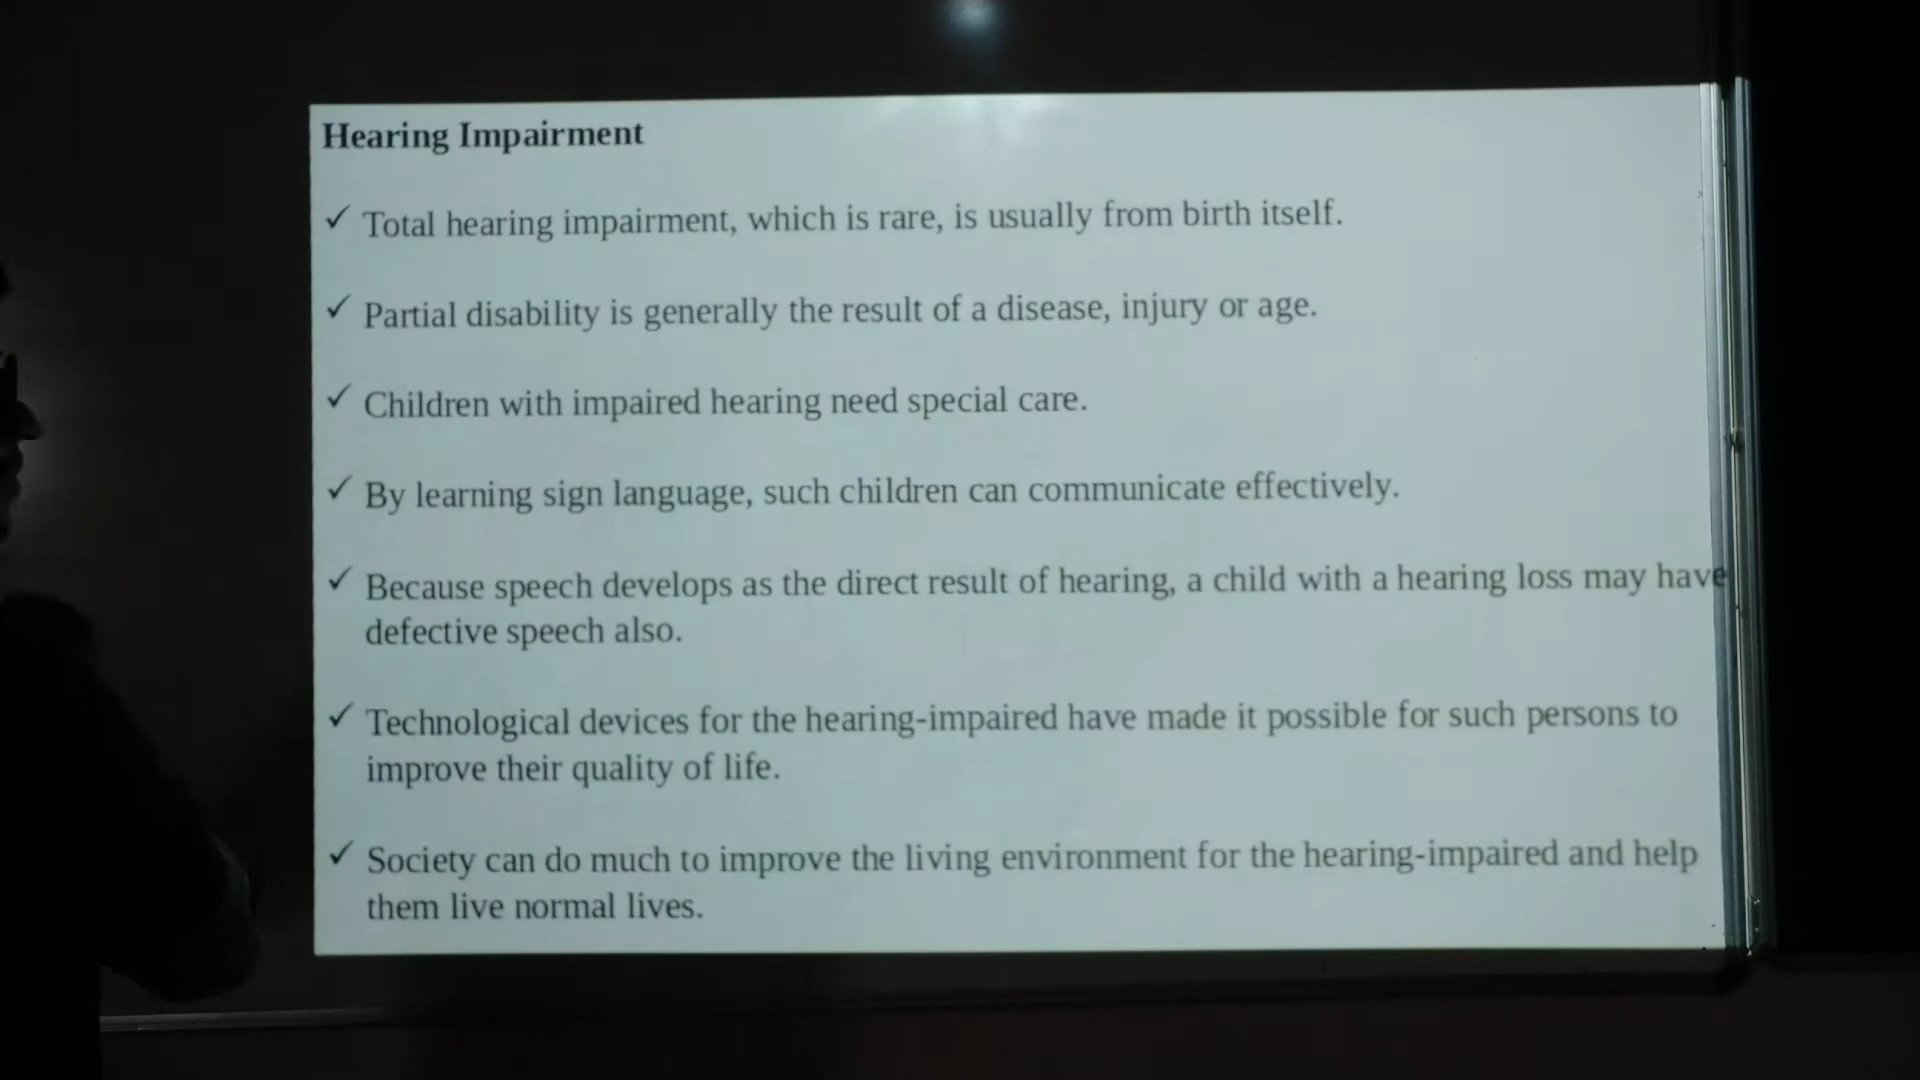 Hearing Impairment
✓ Total hearing impairment, which is rare, is usually from birth itself.
✓ Partial disability is generally the result of a disease, injury or age.
✓ Children with impaired hearing need special care.
✓ By learning sign language, such children can communicate effectively.
✓ Because speech develops as the direct result of hearing, a child with a hearing loss may have
defective speech also.
✓ Technological devices for the hearing-impaired have made it possible for such persons to
improve their quality of life.
✓ Society can do much to improve the living environment for the hearing-impaired and help
them live normal lives.